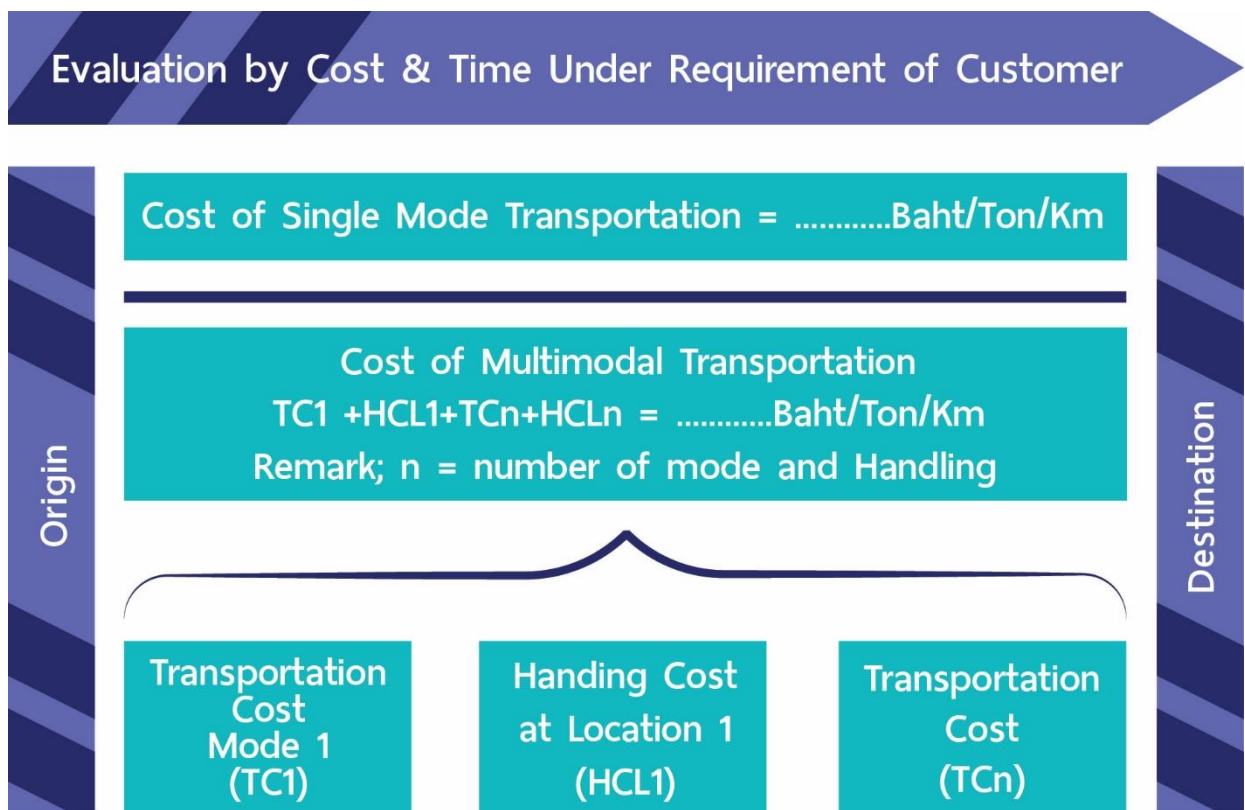 Evaluation by Cost & Time Under Requirement of Customer
Origin
Cost of Single Mode Transportation = ............Baht/Ton/Km
Cost of Multimodal Transportation
TC1 +HCL1+TCn+HCLn = ............Baht/Ton/Km
Remark; n = number of mode and Handling
Transportation
Cost
Mode 1
(TC1)
Handing Cost
at Location 1
(HCL1)
Transportation
Cost
(TCn)
Destination